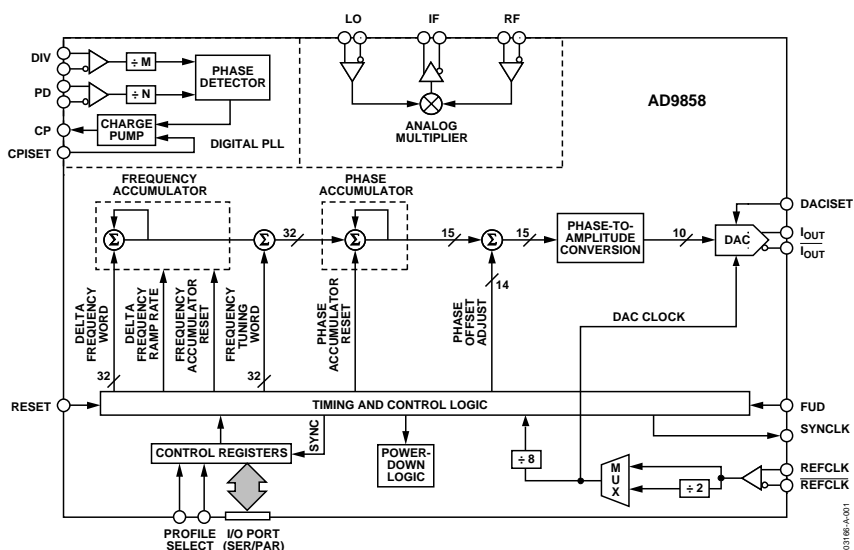 LO IF RF
DIV
PD
CP
CPISET
÷ M
÷ N
PHASE
DETECTOR
CHARGE
PUMP
DIGITAL PLL
ANALOG
MULTIPLIER
AD9858
FREQUENCY
ACCUMULATOR
PHASE
ACCUMULATOR
Σ
Σ
32
Σ
15
Σ
15
PHASE-TO-
AMPLITUDE
CONVERSION
10
DAC
DACISET
IOUT
IOUT
14
DELTA
FREQUENCY
WORD
DELTA
FREQUENCY
RAMP RATE
FREQUENCY
ACCUMULATOR
RESET
FREQUENCY
TUNING
WORD
PHASE
ACCUMULATOR
RESET
PHASE
OFFSET
ADJUST
DAC CLOCK
32
32
RESET
TIMING AND CONTROL LOGIC
FUD
SYNCLK
SYNC
CONTROL REGISTERS
POWER-
DOWN
LOGIC
÷ 8
MUX
÷ 2
REFCLK
REFCLK
PROFILE
SELECT
I/O PORT
(SER/PAR)
03166-A-001